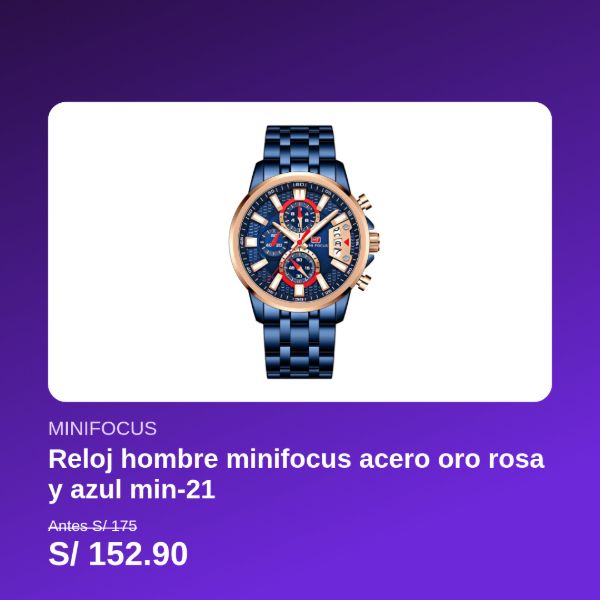 MINIFOCUS
Reloj hombre minifocus acero oro rosa
y azul min-21
Antes S/ 175
S/ 152.90